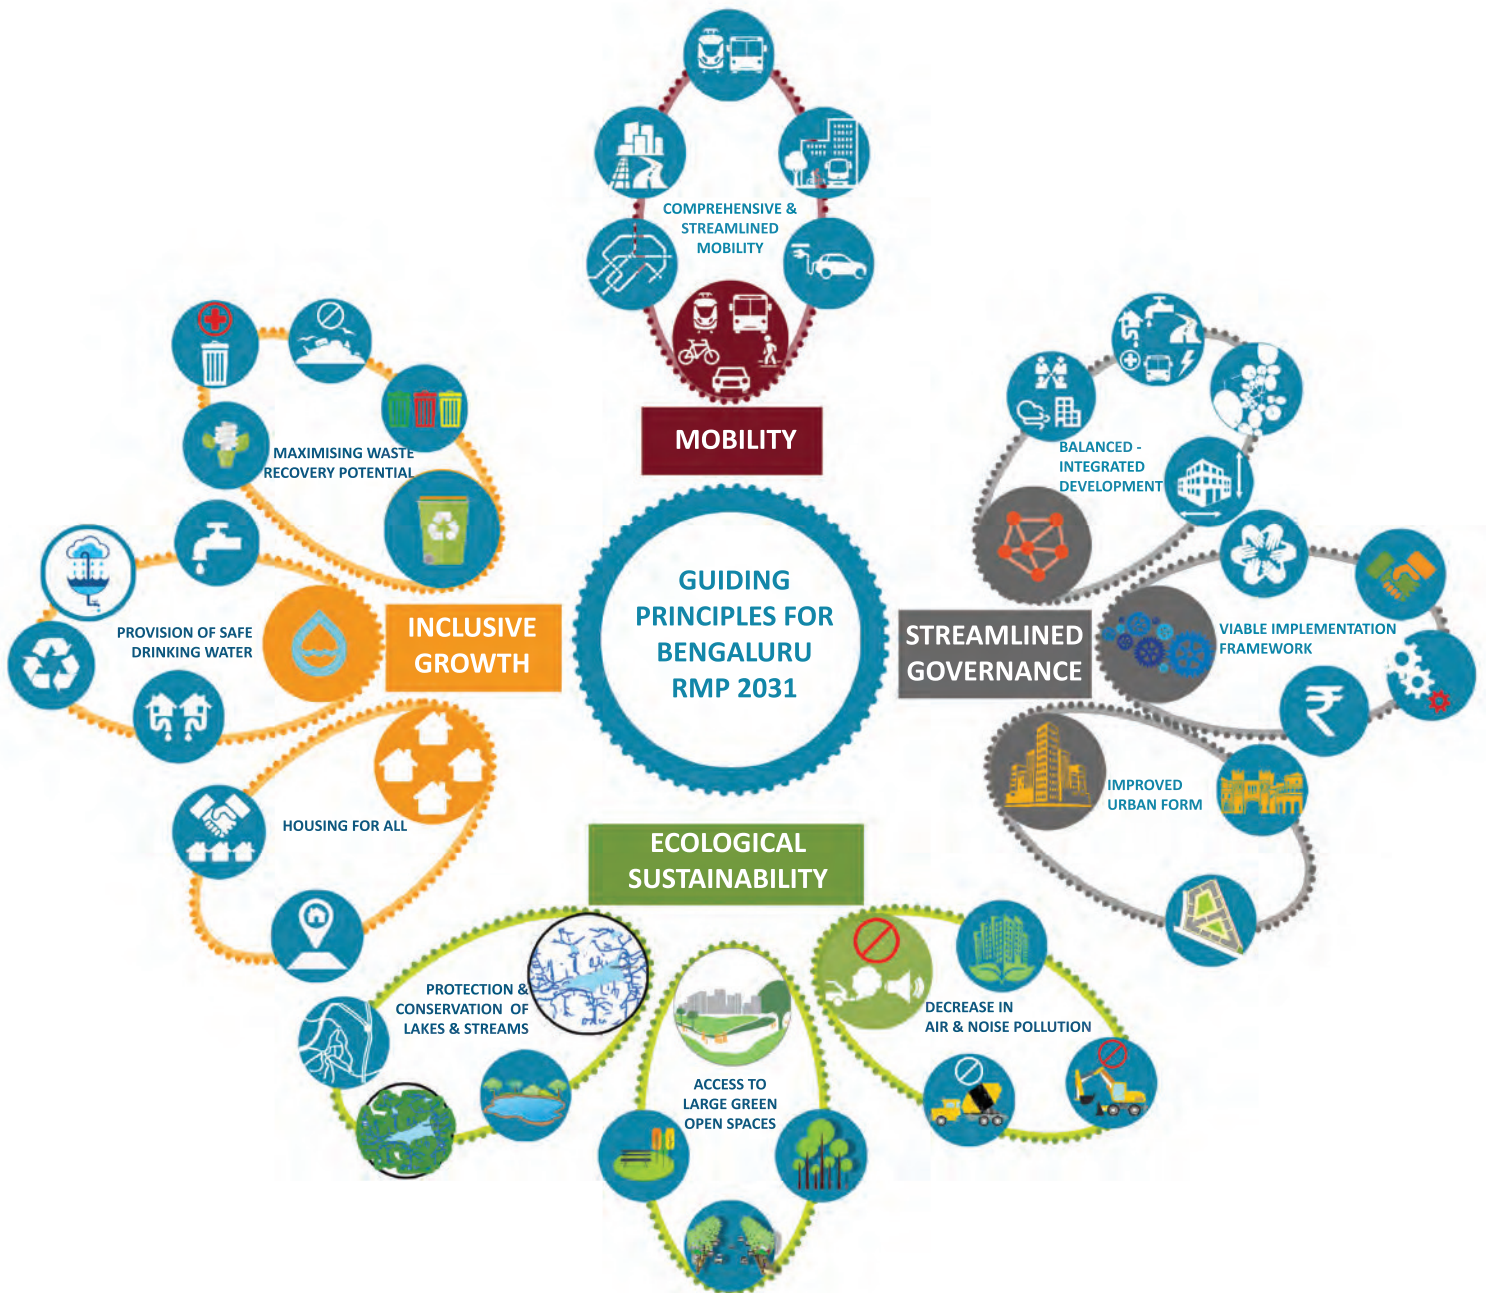 COMPREHENSIVE &
STREAMLINED
MOBILITY
MOBILITY
MAXIMISING WASTE
RECOVERY POTENTIAL
PROVISION OF SAFE
DRINKING WATER
HOUSING FOR ALL
INCLUSIVE
GROWTH
GUIDING
PRINCIPLES FOR
BENGALURU
RMP 2031
STREAMLINED
GOVERNANCE
BALANCED -
INTEGRATED
DEVELOPMENT
VIABLE IMPLEMENTATION
FRAMEWORK
₹
IMPROVED
URBAN FORM
ECOLOGICAL
SUSTAINABILITY
PROTECTION &
CONSERVATION OF
LAKES & STREAMS
ACCESS TO
LARGE GREEN
OPEN SPACES
DECREASE IN
AIR & NOISE POLLUTION